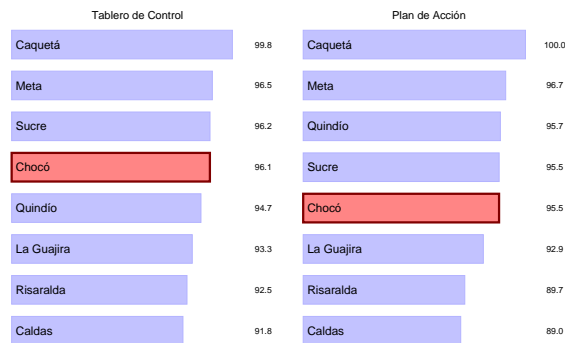 Tablero de Control
Caquetá 99.8
Meta 96.5
Sucre 96.2
Chocó 96.1
Quindío 94.7
La Guajira 93.3
Risaralda 92.5
Caldas 91.8
Plan de Acción
Caquetá 100.0
Meta 96.7
Quindío 95.7
Sucre 95.5
Chocó 95.5
La Guajira 92.9
Risaralda 89.7
Caldas 89.0